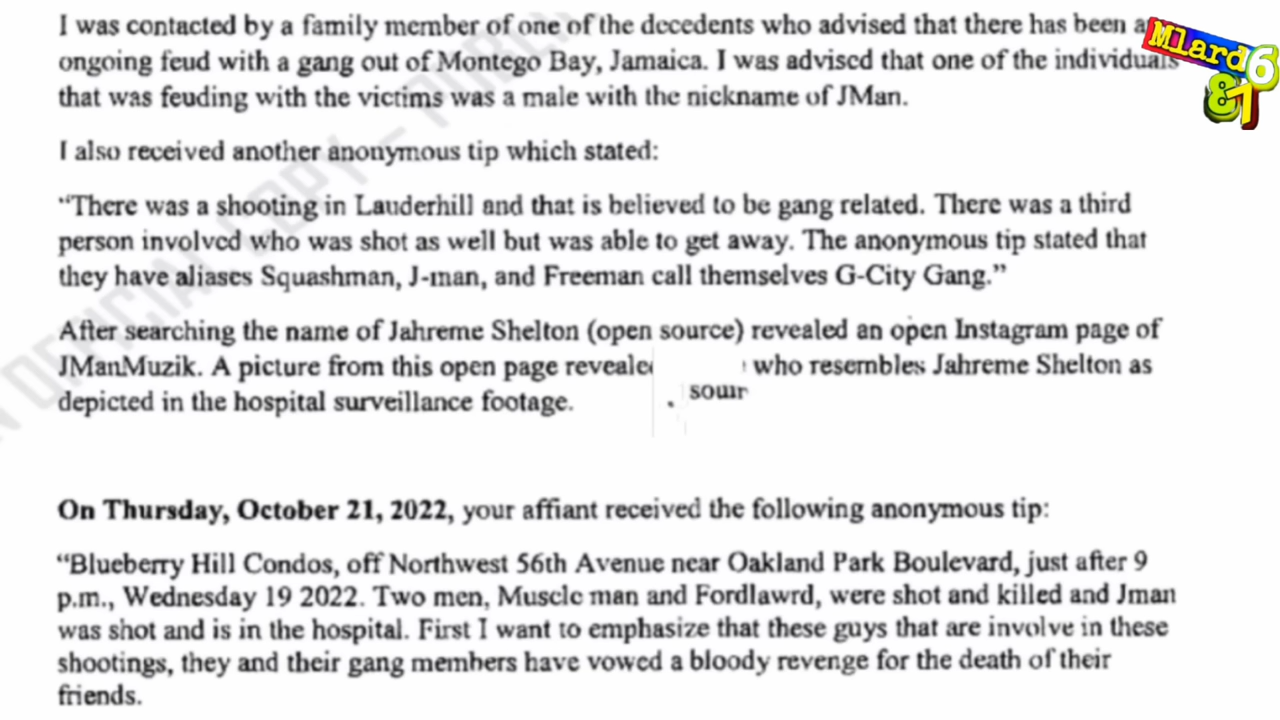 I was contacted by a family member of one of the decedents who advised that there has been an
ongoing feud with a gang out of Montego Bay, Jamaica. I was advised that one of the individuals
that was feuding with the victims was a male with the nickname of JMan.
I also received another anonymous tip which stated:
“There was a shooting in Lauderhill and that is believed to be gang related. There was a third
person involved who was shot as well but was able to get away. The anonymous tip stated that
they have aliases Squashman, J-man, and Freeman call themselves G-City Gang.”
After searching the name of Jahreme Shelton (open source) revealed an open Instagram page of
JManMuzik. A picture from this open page revealed who resembles Jahreme Shelton as
depicted in the hospital surveillance footage.
On Thursday, October 21, 2022, your affiant received the following anonymous tip:
“Blueberry Hill Condos, off Northwest 56th Avenue near Oakland Park Boulevard, just after 9
p.m., Wednesday 19 2022. Two men, Muscle man and Fordlawrd, were shot and killed and Jman
was shot and is in the hospital. First I want to emphasize that these guys that are involve in these
shootings, they and their gang members have vowed a bloody revenge for the death of their
friends.
Mlard6
81